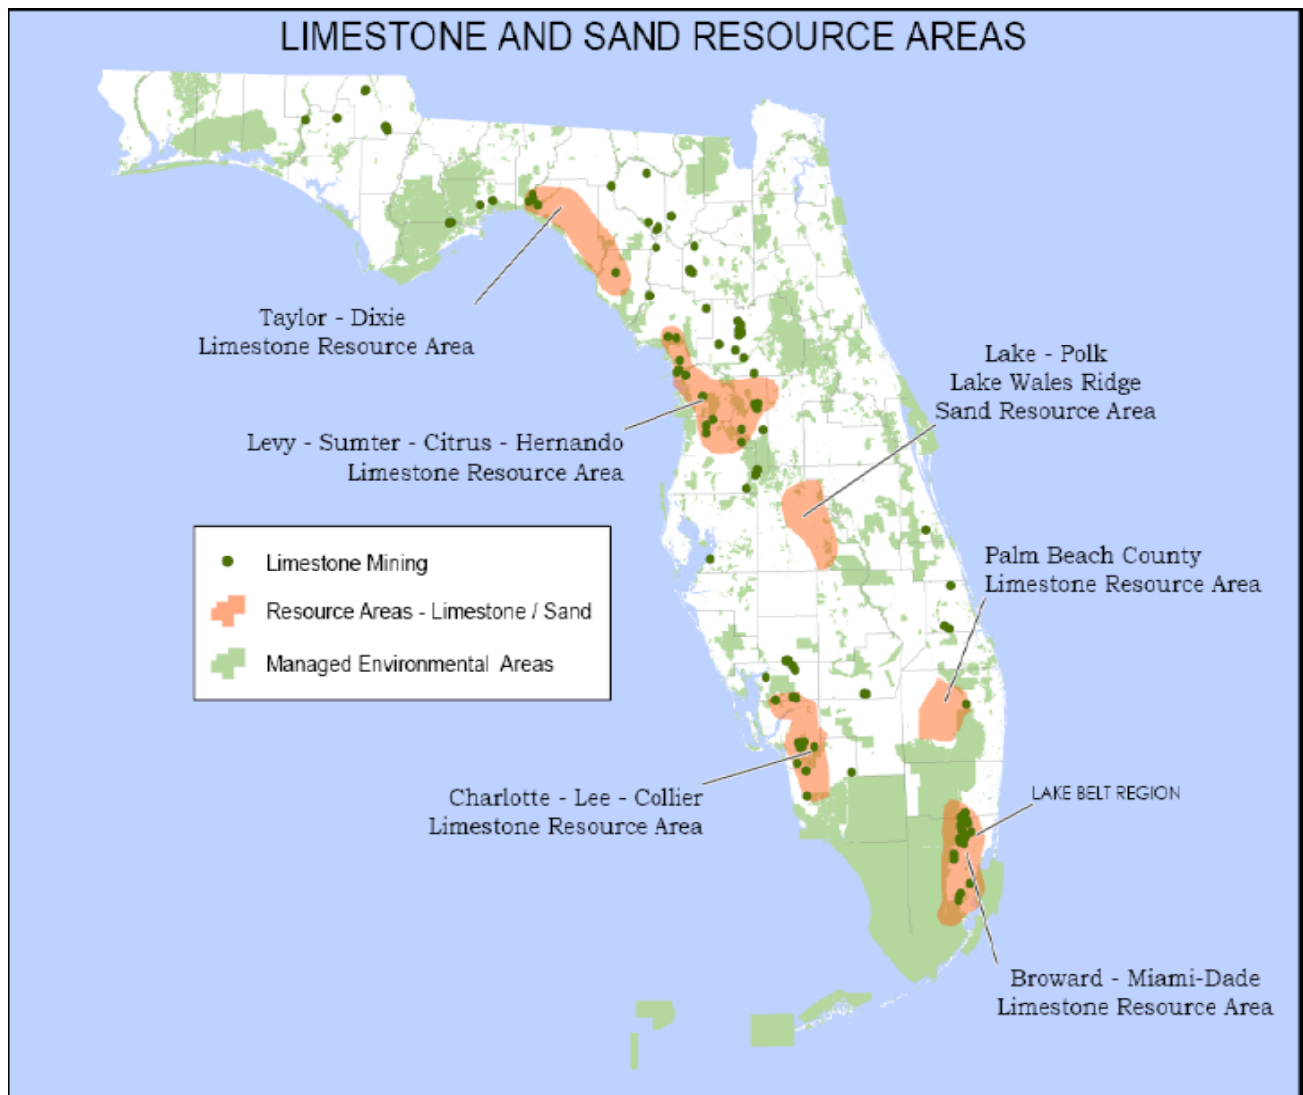 LIMESTONE AND SAND RESOURCE AREAS
Taylor - Dixie
Limestone Resource Area
Lake - Polk
Lake Wales Ridge
Sand Resource Area
Levy - Sumter - Citrus - Hernando
Limestone Resource Area
Limestone Mining
Resource Areas - Limestone / Sand
Managed Environmental Areas
Palm Beach County
Limestone Resource Area
Charlotte - Lee - Collier
Limestone Resource Area
LAKE BELT REGION
Broward - Miami-Dade
Limestone Resource Area